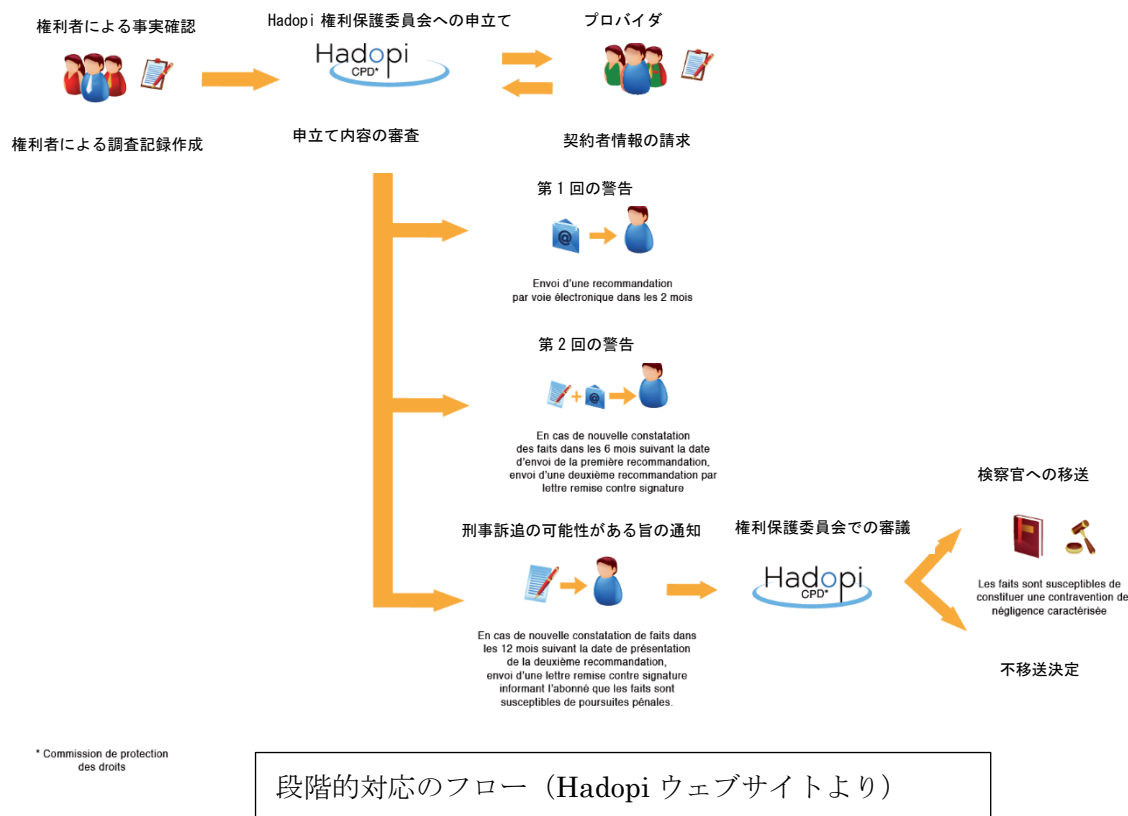 権利者による事実確認
Hadopi 権利保護委員会への申立て
プロバイダ
Hadopi
CPD*
権利者による調査記録作成
申立て内容の審査
契約者情報の請求
第1回の警告
@
Envoi d'une recommandation
par voie électronique dans les 2 mois
第2回の警告
+ @
En cas de nouvelle constatation
des faits dans les 6 mois suivant la date
d'envoi de la première recommandation,
envoi d'une deuxième recommandation par
lettre remise contre signature
刑事訴追の可能性がある旨の通知
En cas de nouvelle constatation de faits dans
les 12 mois suivant la date de présentation
de la deuxième recommandation,
envoi d'une lettre remise contre signature
informant l'abonné que les faits sont
susceptibles de poursuites pénales.
権利保護委員会での審議
Hadopi
CPD*
検察官への移送
Les faits sont susceptibles de
constituer une contravention de
négligence caractérisée
不移送決定
* Commission de protection
des droits
段階的対応のフロー（Hadopi ウェブサイトより）